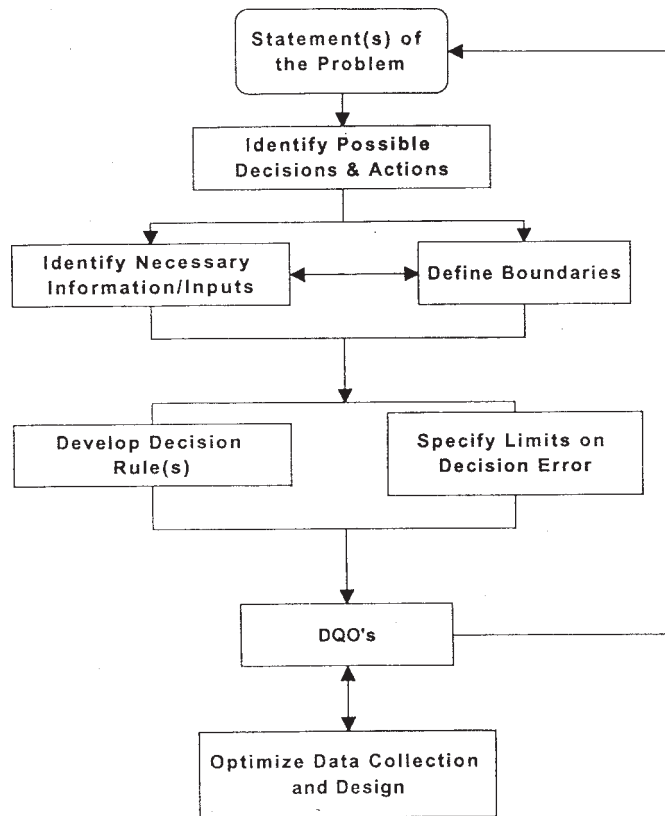 Statement(s) of
the Problem
Identify Possible
Decisions & Actions
Identify Necessary
Information/Inputs
Define Boundaries
Develop Decision
Rule(s)
Specify Limits on
Decision Error
DQO's
Optimize Data Collection
and Design